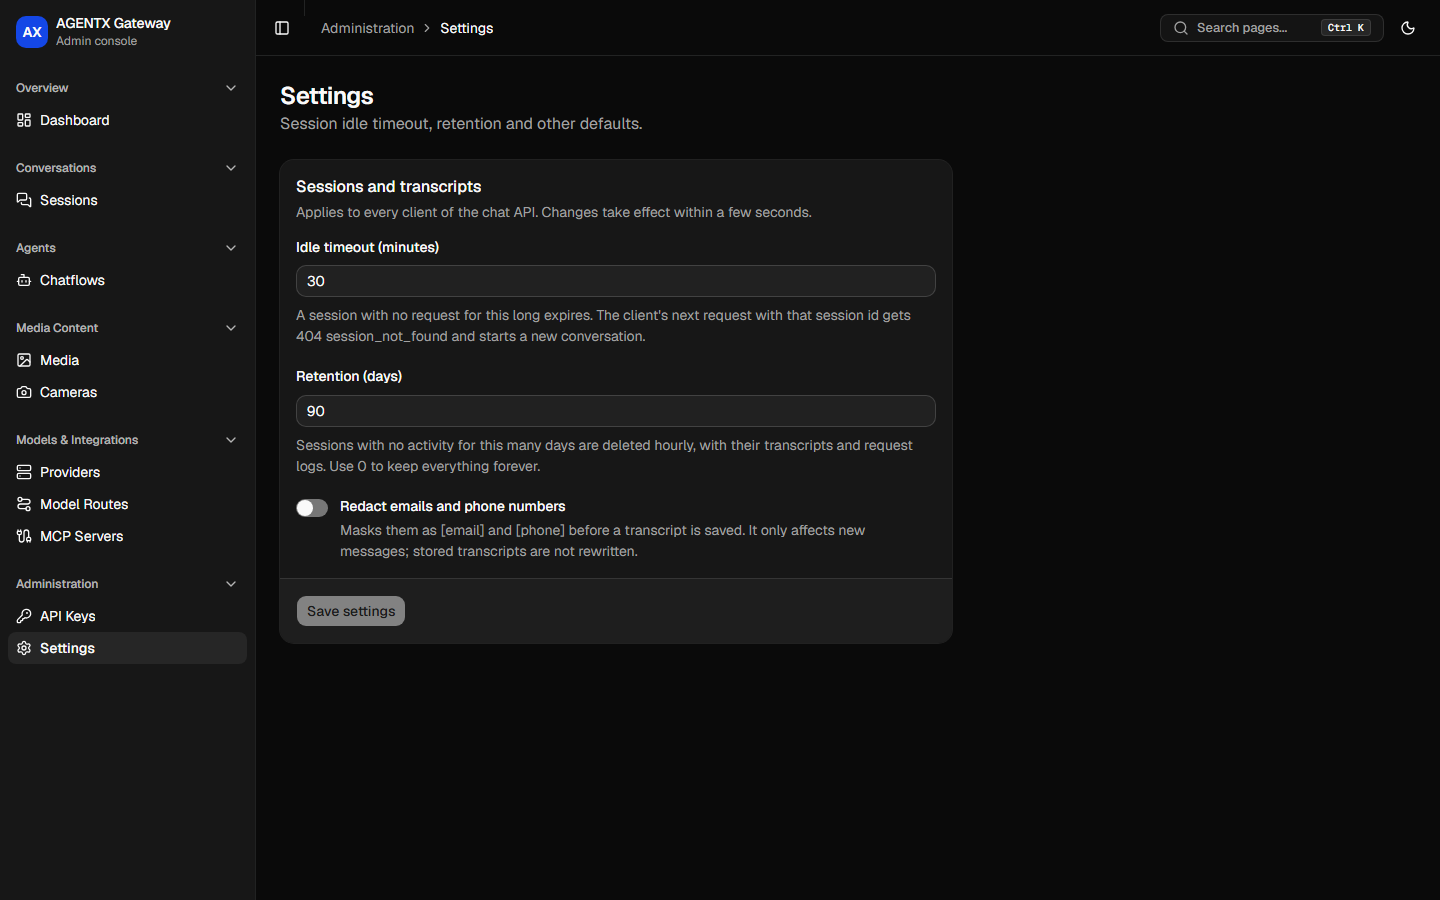 AX
AGENTX Gateway
Admin console
Overview
Dashboard
Conversations
Sessions
Agents
Chatflows
Media Content
Media
Cameras
Models & Integrations
Providers
Model Routes
MCP Servers
Administration
API Keys
Settings
Administration > Settings
Search pages...
Ctrl K
Settings
Session idle timeout, retention and other defaults.
Sessions and transcripts
Applies to every client of the chat API. Changes take effect within a few seconds.
Idle timeout (minutes)
30
A session with no request for this long expires. The client's next request with that session id gets
404 session_not_found and starts a new conversation.
Retention (days)
90
Sessions with no activity for this many days are deleted hourly, with their transcripts and request
logs. Use 0 to keep everything forever.
Redact emails and phone numbers
Masks them as [email] and [phone] before a transcript is saved. It only affects new
messages; stored transcripts are not rewritten.
Save settings